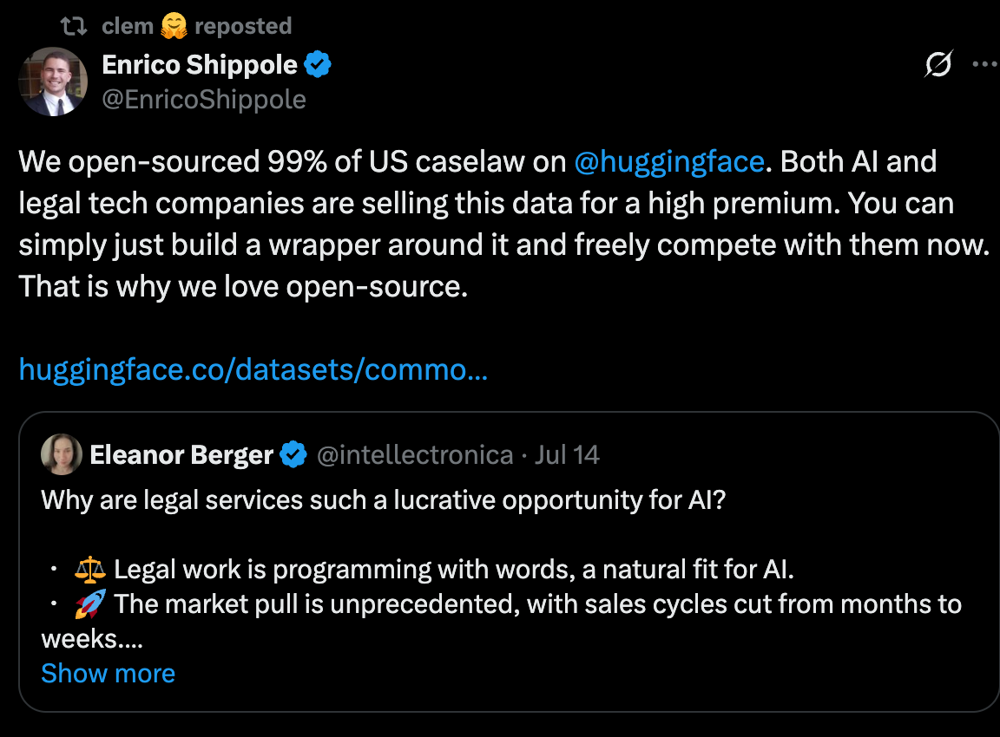 clem 🤗 reposted
Enrico Shippole
@EnricoShippole
We open-sourced 99% of US caselaw on @huggingface. Both AI and
legal tech companies are selling this data for a high premium. You can
simply just build a wrapper around it and freely compete with them now.
That is why we love open-source.
huggingface.co/datasets/commo...
Eleanor Berger @intellectronica · Jul 14
Why are legal services such a lucrative opportunity for AI?
· ⚖️ Legal work is programming with words, a natural fit for AI.
· 🚀 The market pull is unprecedented, with sales cycles cut from months to
weeks....
Show more